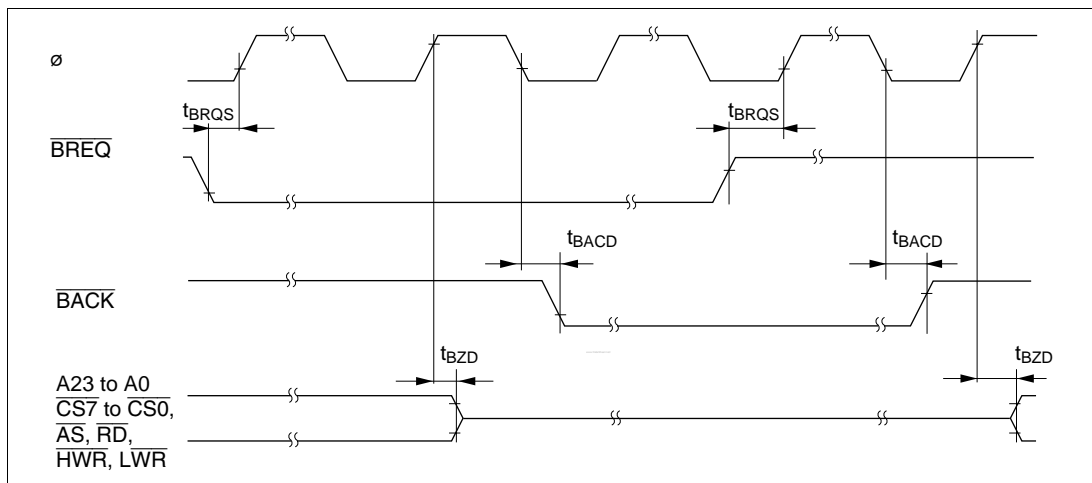 ø
tBRQS
tBRQS
BREQ
tBACD
tBACD
BACK
tBZD
tBZD
A23 to A0
CS7 to CS0,
AS, RD,
HWR, LWR